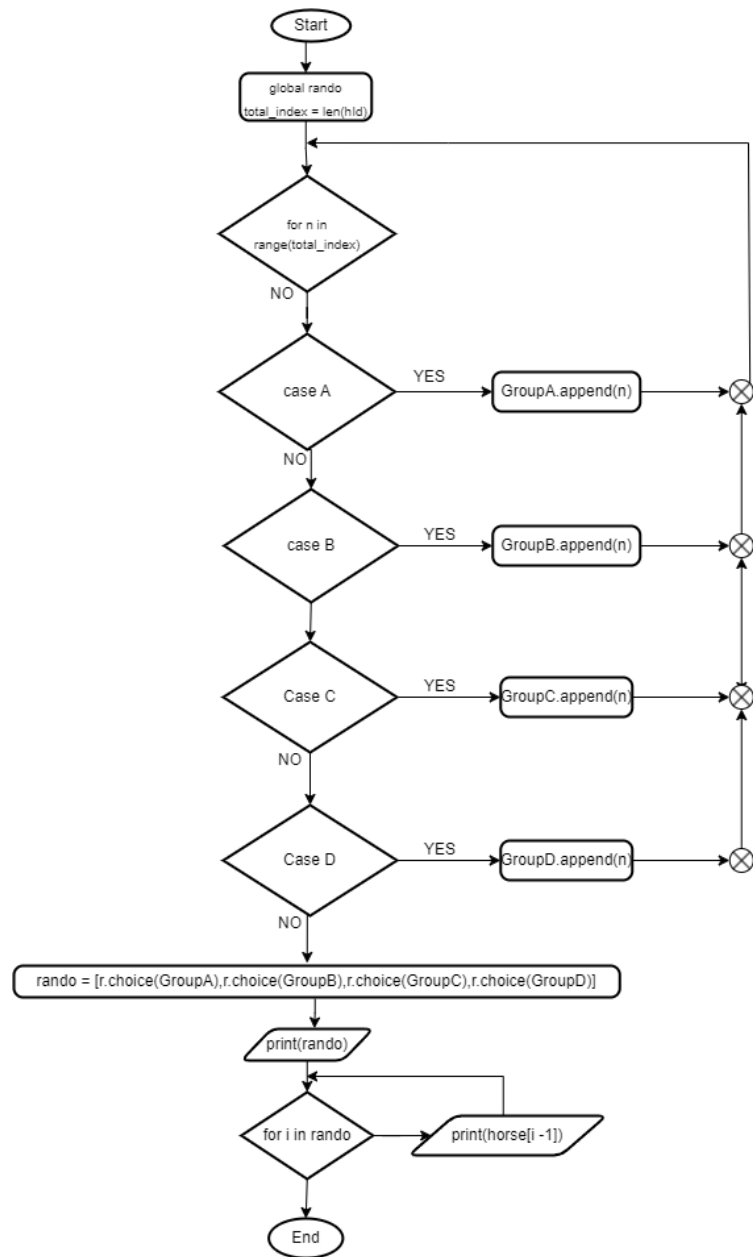 Start
global rando
total_index = len(hId)
for n in
range(total_index)
NO
case A
YES
GroupA.append(n)
NO
case B
YES
GroupB.append(n)
Case C
YES
GroupC.append(n)
NO
Case D
YES
GroupD.append(n)
NO
rando = [r.choice(GroupA),r.choice(GroupB),r.choice(GroupC),r.choice(GroupD)]
print(rando)
for i in rando
print(horse[i -1])
End